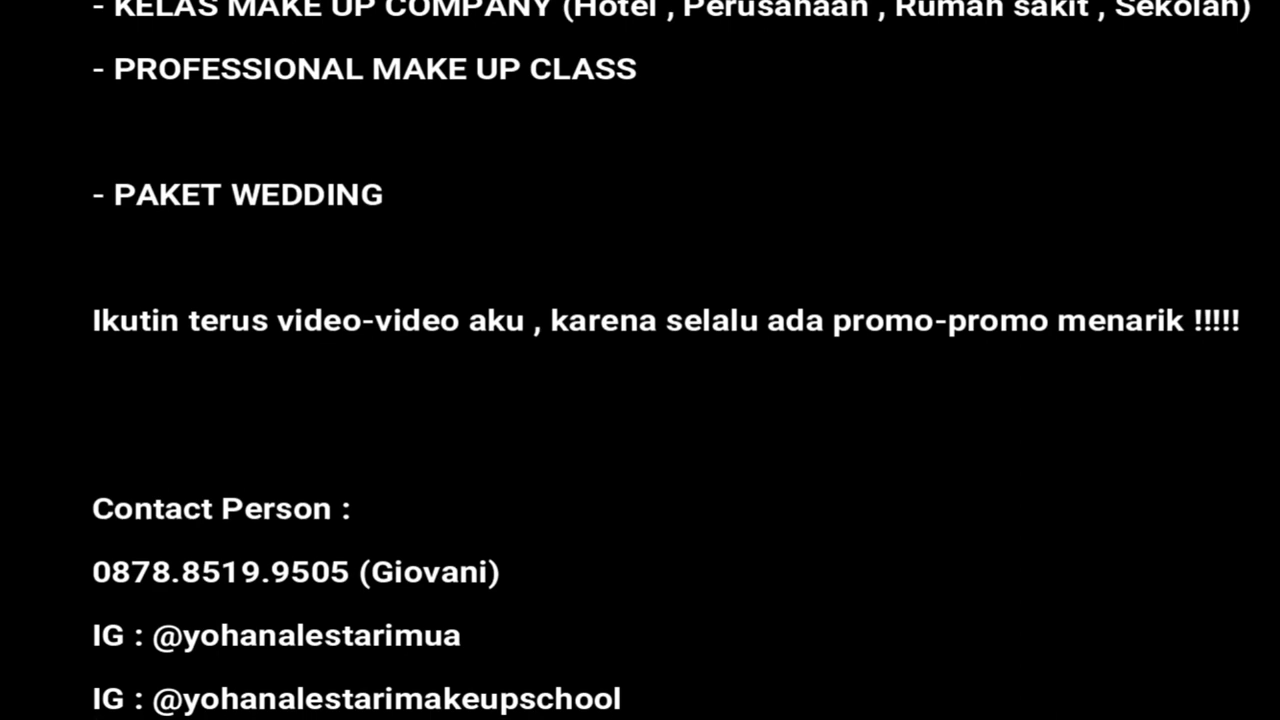 - KELAS MAKE UP COMPANY (Hotel , Perusahaan , Rumah sakit , Sekolah)
- PROFESSIONAL MAKE UP CLASS
- PAKET WEDDING
Ikutin terus video-video aku , karena selalu ada promo-promo menarik !!!!!
Contact Person :
0878.8519.9505 (Giovani)
IG : @yohanalestarimua
IG : @yohanalestarimakeupschool